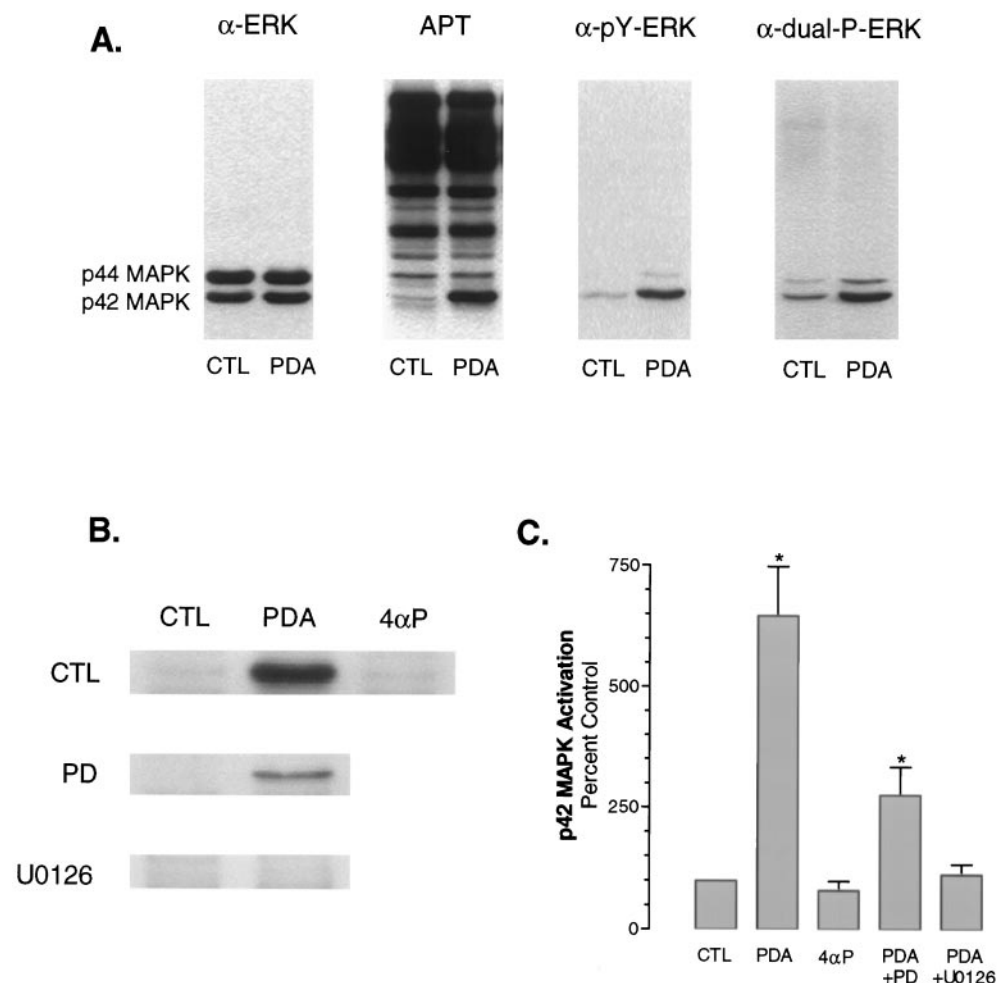 A.
α-ERK APT α-pY-ERK α-dual-P-ERK
p44 MAPK
p42 MAPK
CTL PDA CTL PDA CTL PDA CTL PDA
B.
CTL PDA 4αP
CTL
PD
U0126
C.
p42 MAPK Activation
Percent Control
750
500
250
0
*
*
CTL PDA 4αP PDA +PD PDA +U0126